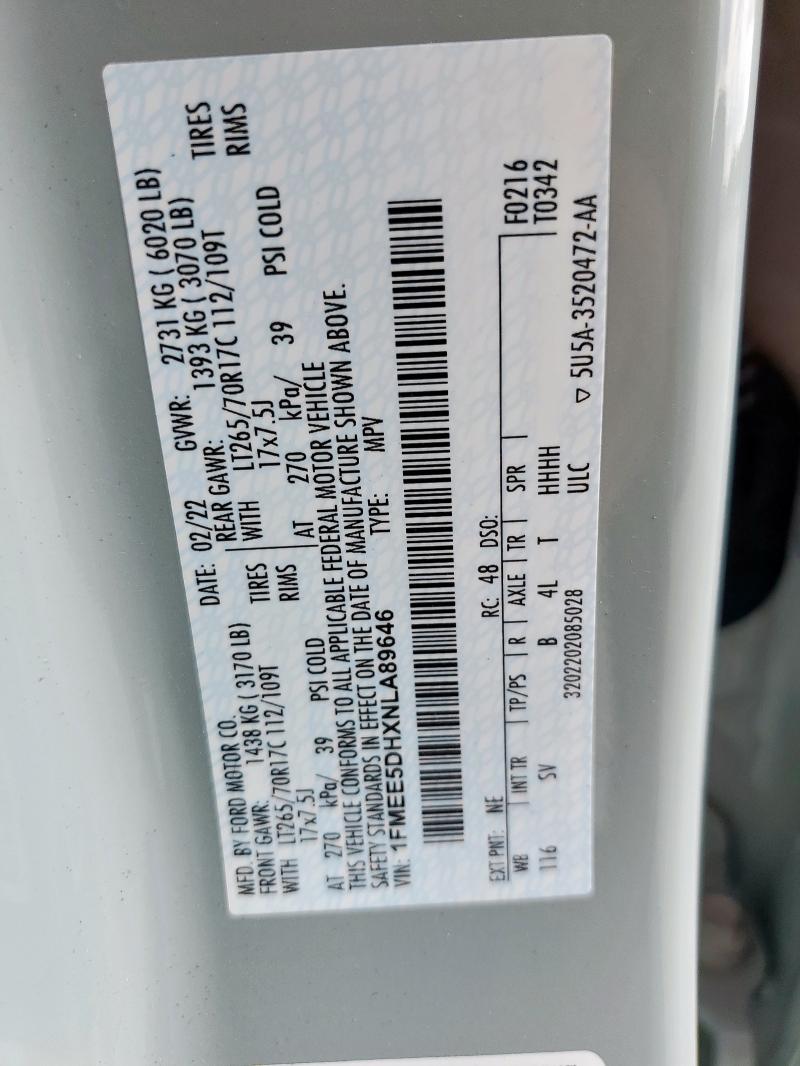 MFD. BY FORD MOTOR CO. DATE: 02/22 GVWR: 2731 KG ( 6020 LB)
FRONT GAWR: 1438 KG ( 3170 LB) REAR GAWR: 1393 KG ( 3070 LB)
WITH LT265/70R17C 112/109T TIRES WITH LT265/70R17C 112/109T TIRES
17x7.5J RIMS 17x7.5J RIMS
AT 270 kPa/ 39 PSI COLD AT 270 kPa/ 39 PSI COLD
THIS VEHICLE CONFORMS TO ALL APPLICABLE FEDERAL MOTOR VEHICLE
SAFETY STANDARDS IN EFFECT ON THE DATE OF MANUFACTURE SHOWN ABOVE.
VIN: 1FMEE5DHXNLA89646 TYPE: MPV
EXT PNT: NE RC: 48 DSO: F0216
WB INT TR TP/PS R AXLE TR SPR T0342
116 SV B 4L T HHHH
3202202085028 ULC ▽ 5U5A-3520472-AA